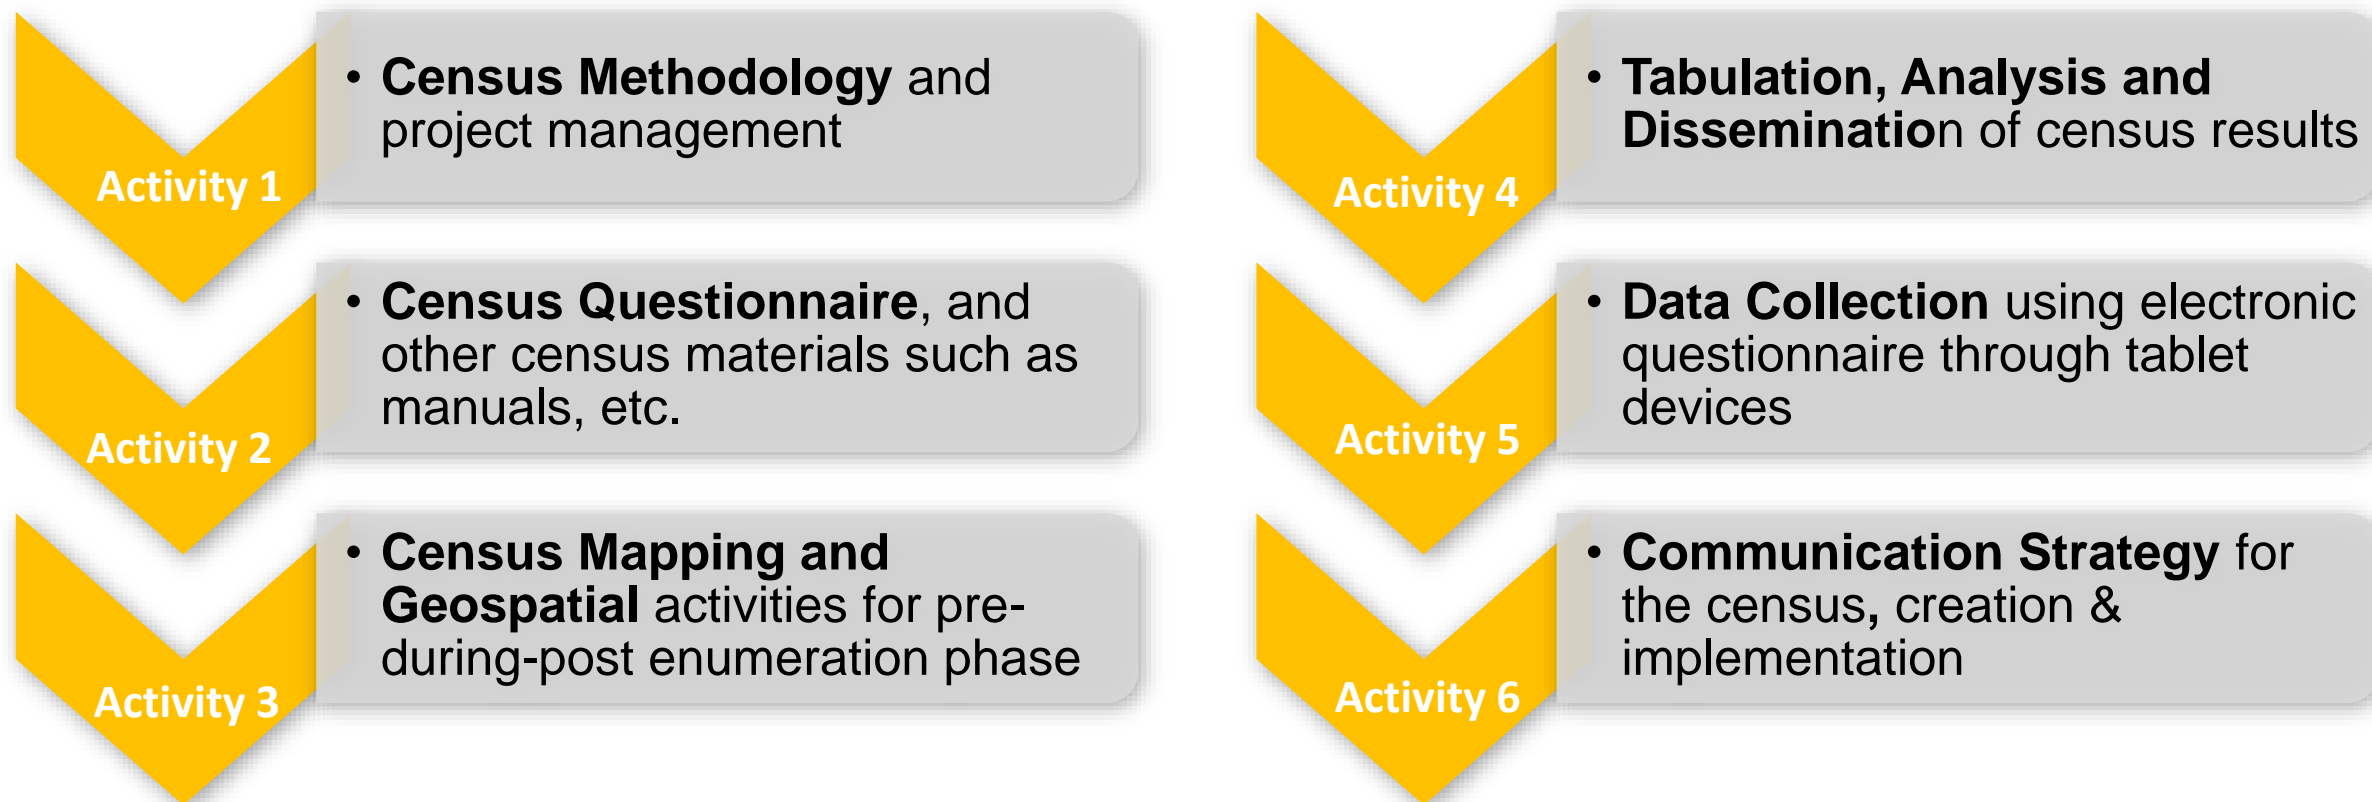 Activity 1
• Census Methodology and
project management
Activity 2
• Census Questionnaire, and
other census materials such as
manuals, etc.
Activity 3
• Census Mapping and
Geospatial activities for pre-
during-post enumeration phase
Activity 4
• Tabulation, Analysis and
Dissemination of census results
Activity 5
• Data Collection using electronic
questionnaire through tablet
devices
Activity 6
• Communication Strategy for
the census, creation &
implementation